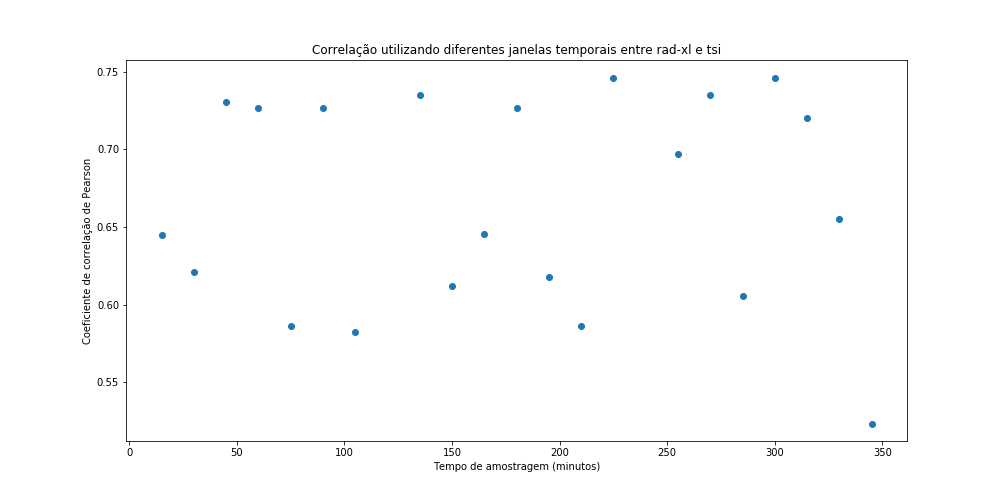 Correlação utilizando diferentes janelas temporais entre rad-xl e tsi
Coeficiente de correlação de Pearson
0.75
0.70
0.65
0.60
0.55
0 50 100 150 200 250 300 350
Tempo de amostragem (minutos)